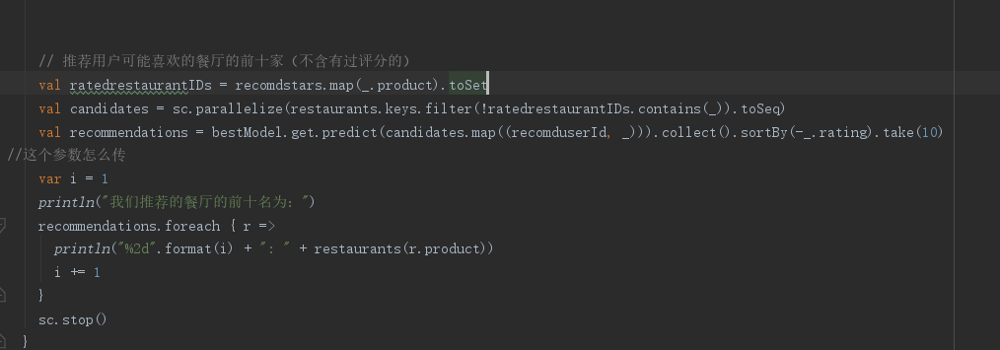 // 推荐用户可能喜欢的餐厅的前十家（不含有过评分的）
val ratedrestaurantIDs = recomdstars.map(_.product).toSet
val candidates = sc.parallelize(restaurants.keys.filter(!ratedrestaurantIDs.contains(_)).toSeq)
val recommendations = bestModel.get.predict(candidates.map((recomduserId, _))).collect().sortBy(-_.rating).take(10)
//这个参数怎么传
var i = 1
println("我们推荐的餐厅的前十名为：")
recommendations.foreach { r =>
println("%2d".format(i) + ": " + restaurants(r.product))
i += 1
}
sc.stop()
}